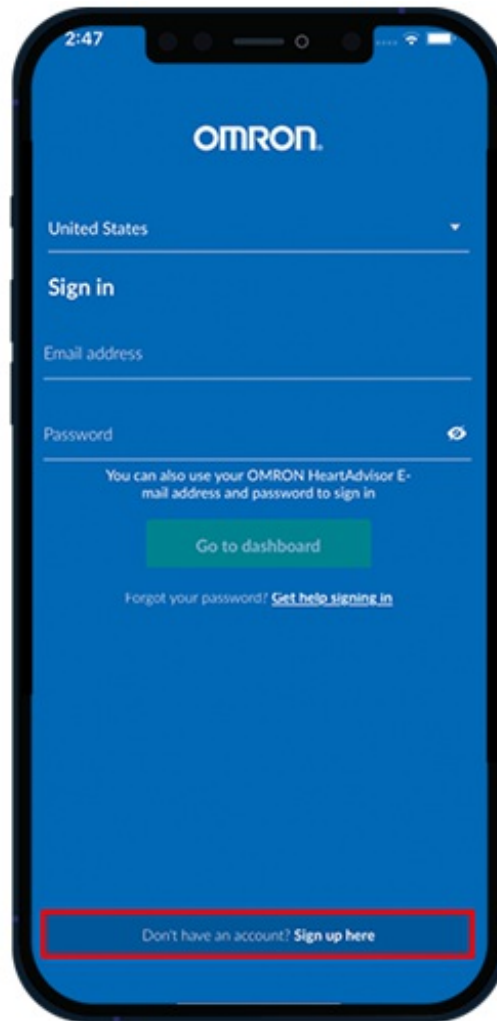 2:47
OMRON.
United States
Sign in
Email address
Password
You can also use your OMRON HeartAdvisor E-
mail address and password to sign in
Go to dashboard
Forgot your password? Get help signing in
Don't have an account? Sign up here